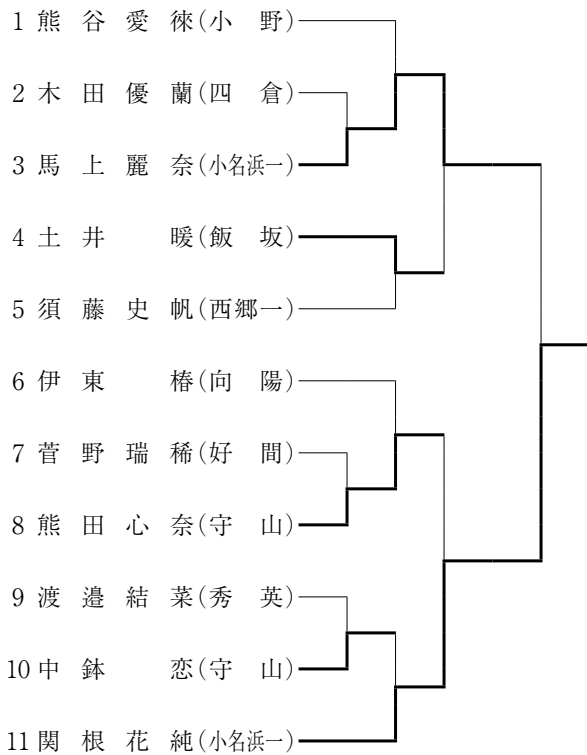 1 熊谷愛徠(小野)
2 木田優蘭(四倉)
3 馬上麗奈(小名浜一)
4 土井暖(飯坂)
5 須藤史帆(西郷一)
6 伊東椿(向陽)
7 菅野瑞稀(好間)
8 熊田心奈(守山)
9 渡邉結菜(秀英)
10 中鉢恋(守山)
11 関根花純(小名浜一)